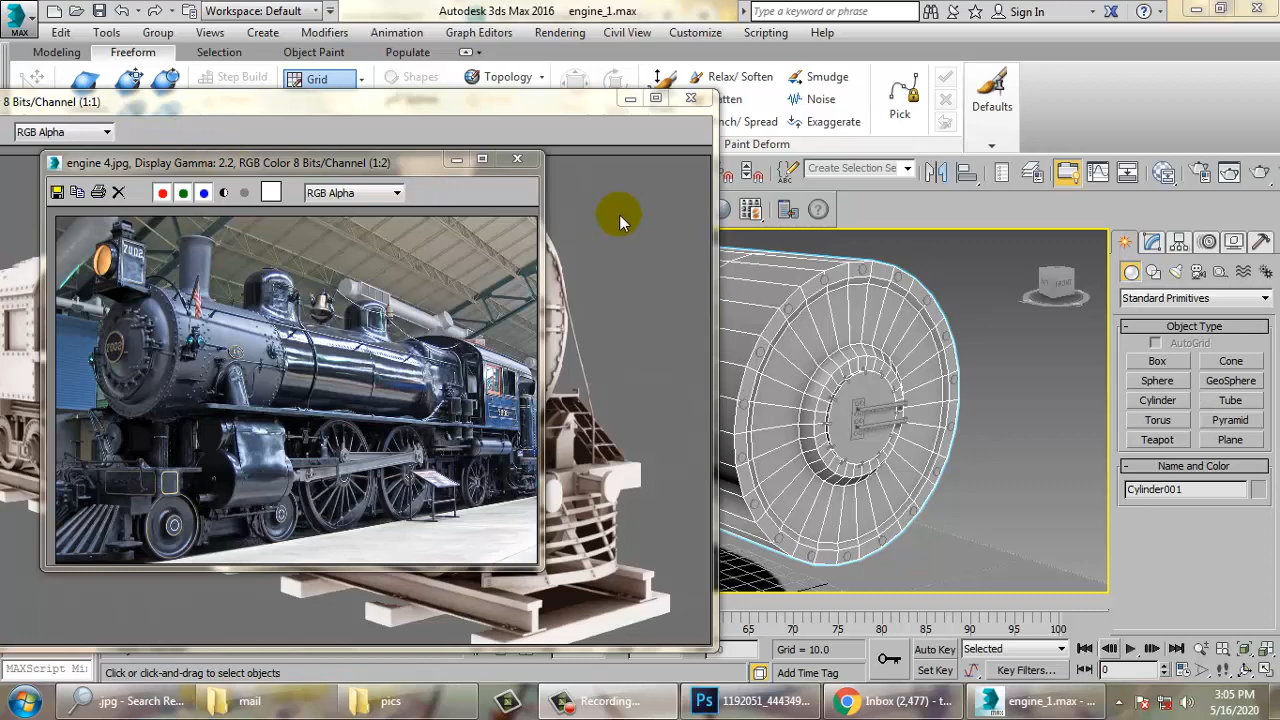 Workspace: Default
Autodesk 3ds Max 2016 engine_1.max
Type a keyword or phrase
Sign In
MAX
Edit Tools Group Views Create Modifiers Animation Graph Editors Rendering Civil View Customize Scripting Help
Modeling Freeform Selection Object Paint Populate
Step Build Grid Shapes Topology Relax/ Soften Smudge
8 Bits/Channel (1:1)
Noise
Pick
Defaults
Exaggerate
RGB Alpha
Paint Deform
engine 4.jpg, Display Gamma: 2.2, RGB Color 8 Bits/Channel (1:2)
Create Selection Se
RGB Alpha
7002
FRONT
Standard Primitives
Object Type
AutoGrid
Box Cone
Sphere GeoSphere
Cylinder Tube
Torus Pyramid
Teapot Plane
Name and Color
Cylinder001
65 70 75 80 85 90 95 100
Grid = 10.0
Auto Key Selected
MAXScript Mi
Click or click-and-drag to select objects
Add Time Tag
Set Key Key Filters...
0
.jpg - Search Re...
mail
pics
Recording...
1192051_444349...
Inbox (2,477) - t...
engine_1.max - ...
3:05 PM
5/16/2020